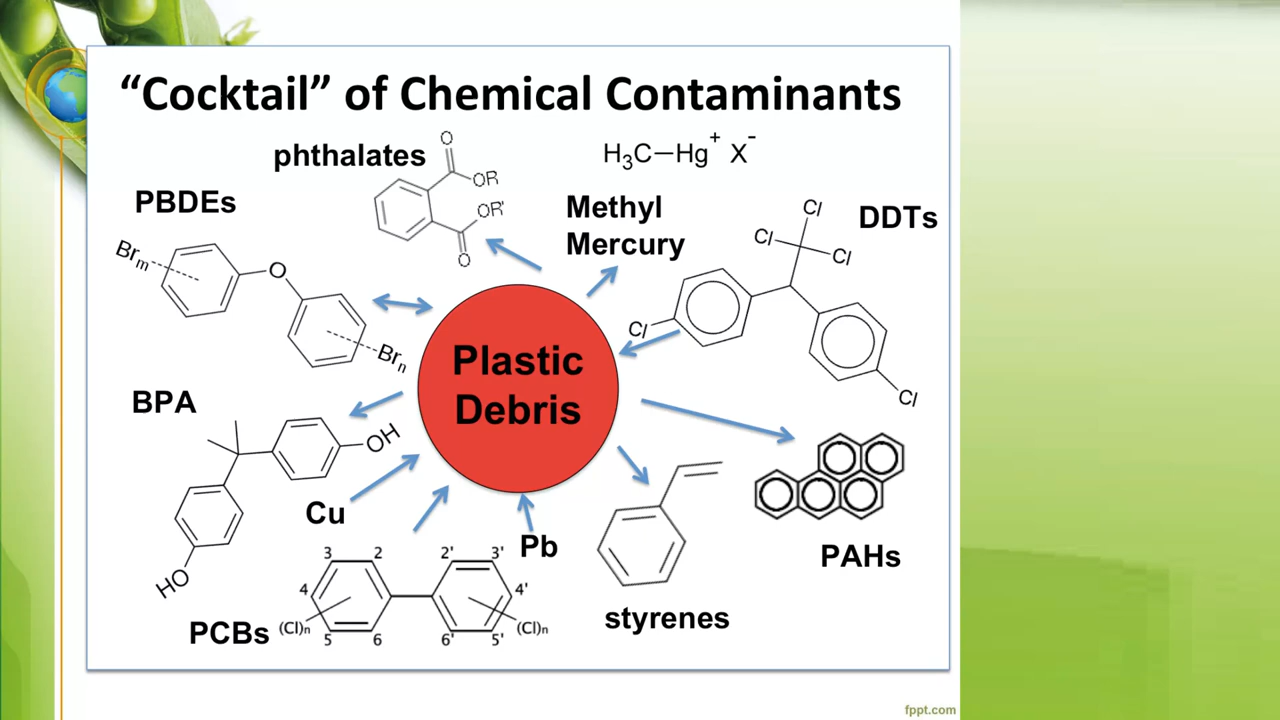 “Cocktail” of Chemical Contaminants
phthalates
O
OR
OR'
O
H3C—Hg+ X-
PBDEs
Brm
O
Brn
Methyl
Mercury
DDTs
Cl
Cl
Cl
Cl
Cl
Plastic
Debris
BPA
OH
HO
Cu
Pb
PAHs
styrenes
PCBs
3 2 2' 3'
4 4'
(Cl)n (Cl)n
5 6 6' 5'
fppt.com